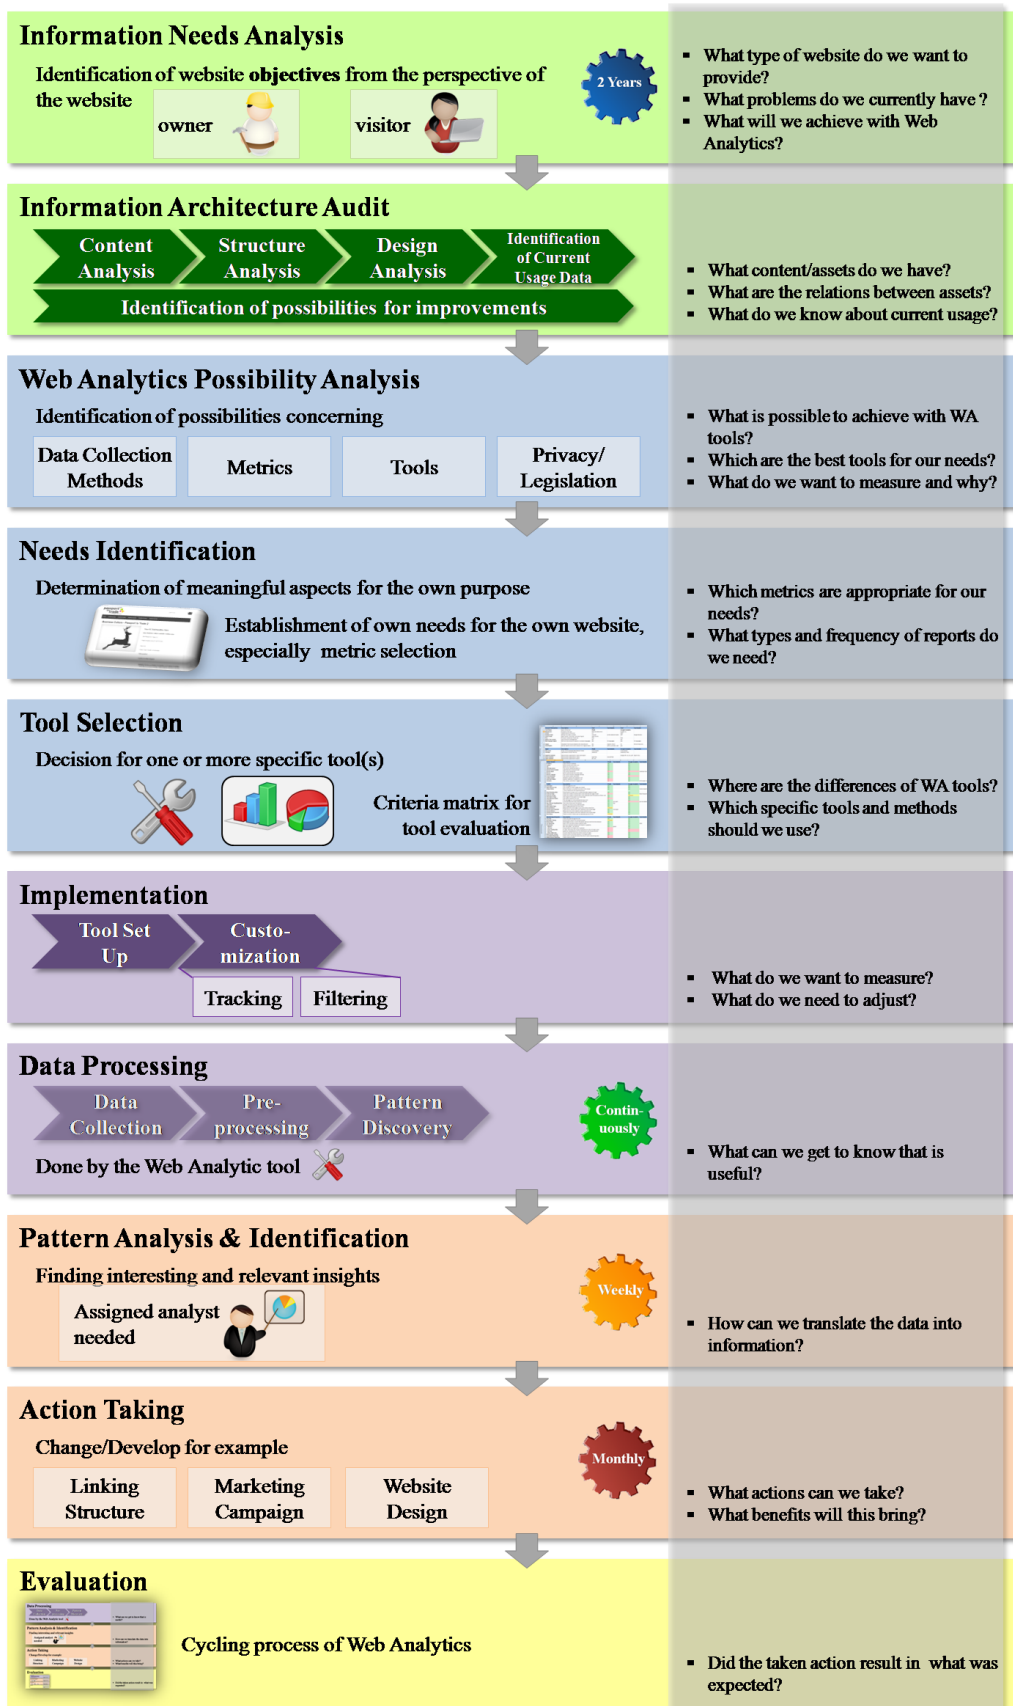 Information Needs Analysis
Identification of website objectives from the perspective of
the website
owner
visitor
2 Years
▪ What type of website do we want to
provide?
▪ What problems do we currently have ?
▪ What will we achieve with Web
Analytics?
Information Architecture Audit
Content
Analysis
Structure
Analysis
Design
Analysis
Identification
of Current
Usage Data
Identification of possibilities for improvements
▪ What content/assets do we have?
▪ What are the relations between assets?
▪ What do we know about current usage?
Web Analytics Possibility Analysis
Identification of possibilities concerning
Data Collection
Methods
Metrics
Tools
Privacy/
Legislation
▪ What is possible to achieve with WA
tools?
▪ Which are the best tools for our needs?
▪ What do we want to measure and why?
Needs Identification
Determination of meaningful aspects for the own purpose
Establishment of own needs for the own website,
especially metric selection
▪ Which metrics are appropriate for our
needs?
▪ What types and frequency of reports do
we need?
Tool Selection
Decision for one or more specific tool(s)
Criteria matrix for
tool evaluation
▪ Where are the differences of WA tools?
▪ Which specific tools and methods
should we use?
Implementation
Tool Set
Up
Custo-
mization
Tracking
Filtering
▪ What do we want to measure?
▪ What do we need to adjust?
Data Processing
Data
Collection
Pre-
processing
Pattern
Discovery
Done by the Web Analytic tool
Contin-
uously
▪ What can we get to know that is
useful?
Pattern Analysis & Identification
Finding interesting and relevant insights
Assigned analyst
needed
Weekly
▪ How can we translate the data into
information?
Action Taking
Change/Develop for example
Linking
Structure
Marketing
Campaign
Website
Design
Monthly
▪ What actions can we take?
▪ What benefits will this bring?
Evaluation
Data Processing
Pattern Analysis & Identification
Action Taking
Evaluation
Cycling process of Web Analytics
▪ Did the taken action result in what was
expected?